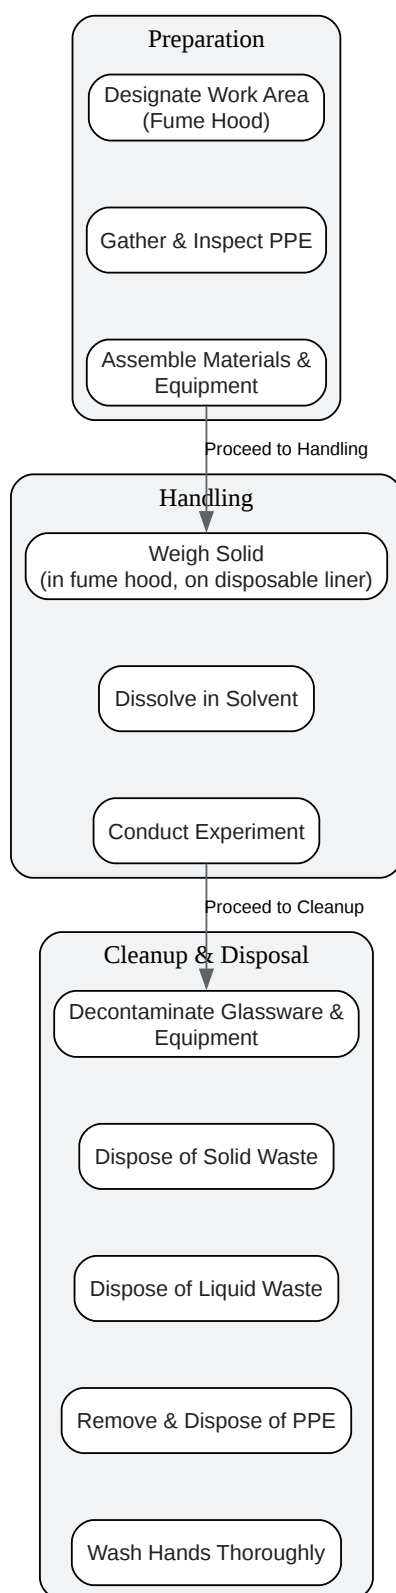 Preparation
Designate Work Area
(Fume Hood)
Gather & Inspect PPE
Assemble Materials &
Equipment
Proceed to Handling
Handling
Weigh Solid
(in fume hood, on disposable liner)
Dissolve in Solvent
Conduct Experiment
Proceed to Cleanup
Cleanup & Disposal
Decontaminate Glassware &
Equipment
Dispose of Solid Waste
Dispose of Liquid Waste
Remove & Dispose of PPE
Wash Hands Thoroughly